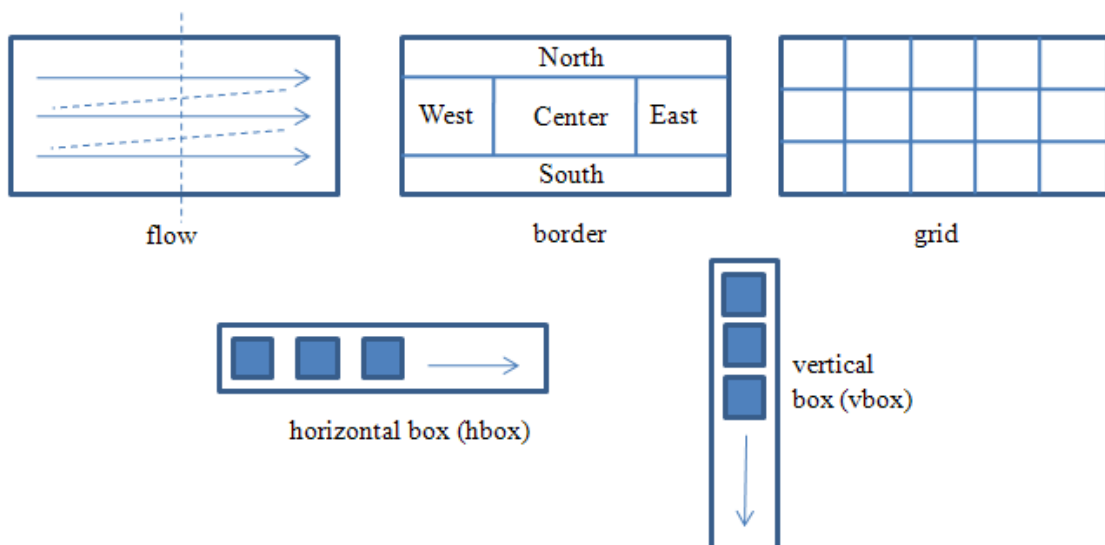 North
West
Center
East
South
flow
border
grid
horizontal box (hbox)
vertical
box (vbox)